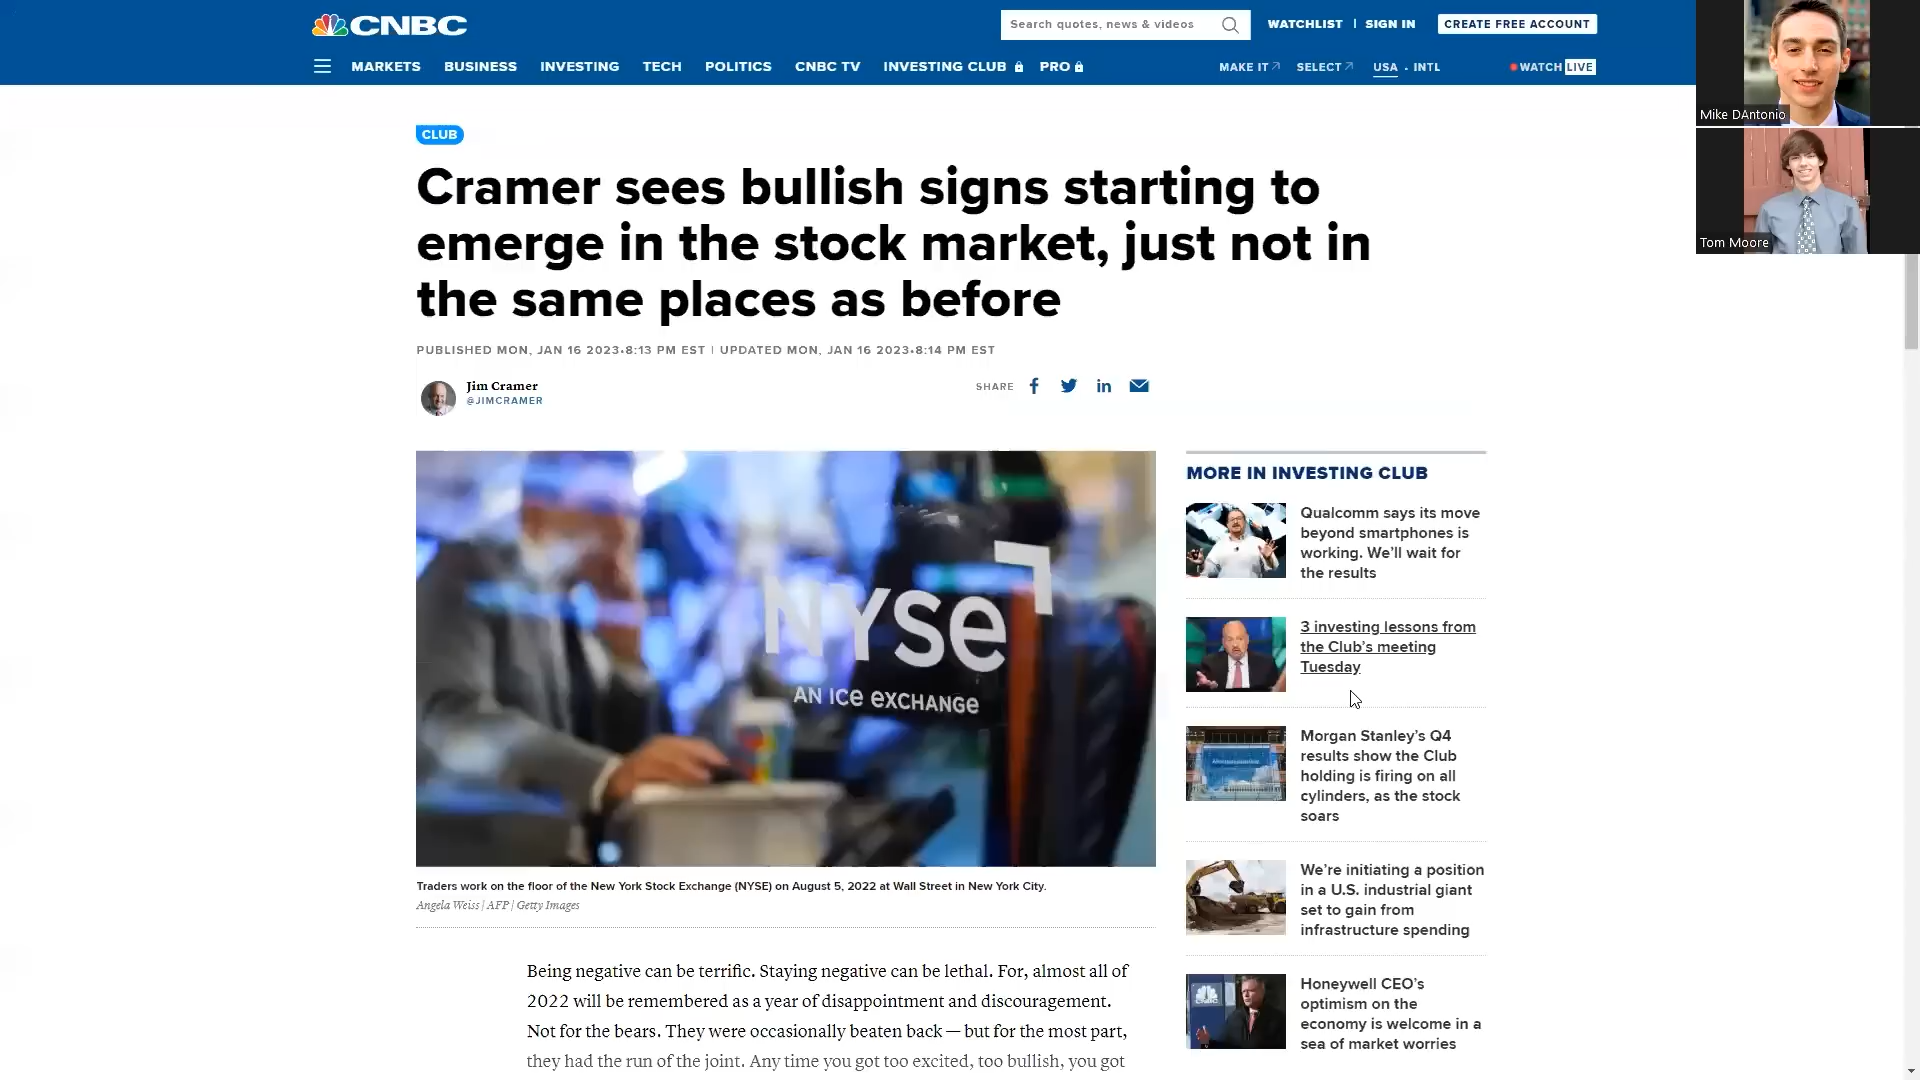 CNBC
Search quotes, news & videos
WATCHLIST | SIGN IN
CREATE FREE ACCOUNT
MARKETS BUSINESS INVESTING TECH POLITICS CNBC TV INVESTING CLUB PRO
MAKE IT SELECT USA • INTL WATCH LIVE
Mike DAntonio
Tom Moore
CLUB
Cramer sees bullish signs starting to
emerge in the stock market, just not in
the same places as before
PUBLISHED MON, JAN 16 2023•8:13 PM EST | UPDATED MON, JAN 16 2023•8:14 PM EST
Jim Cramer
@JIMCRAMER
SHARE
NYSE
AN ICE EXCHANGE
Traders work on the floor of the New York Stock Exchange (NYSE) on August 5, 2022 at Wall Street in New York City.
Angela Weiss | AFP | Getty Images
Being negative can be terrific. Staying negative can be lethal. For, almost all of
2022 will be remembered as a year of disappointment and discouragement.
Not for the bears. They were occasionally beaten back — but for the most part,
they had the run of the joint. Any time you got too excited, too bullish, you got
MORE IN INVESTING CLUB
Qualcomm says its move
beyond smartphones is
working. We’ll wait for
the results
3 investing lessons from
the Club’s meeting
Tuesday
Morgan Stanley’s Q4
results show the Club
holding is firing on all
cylinders, as the stock
soars
We’re initiating a position
in a U.S. industrial giant
set to gain from
infrastructure spending
CNBC
Honeywell CEO’s
optimism on the
economy is welcome in a
sea of market worries